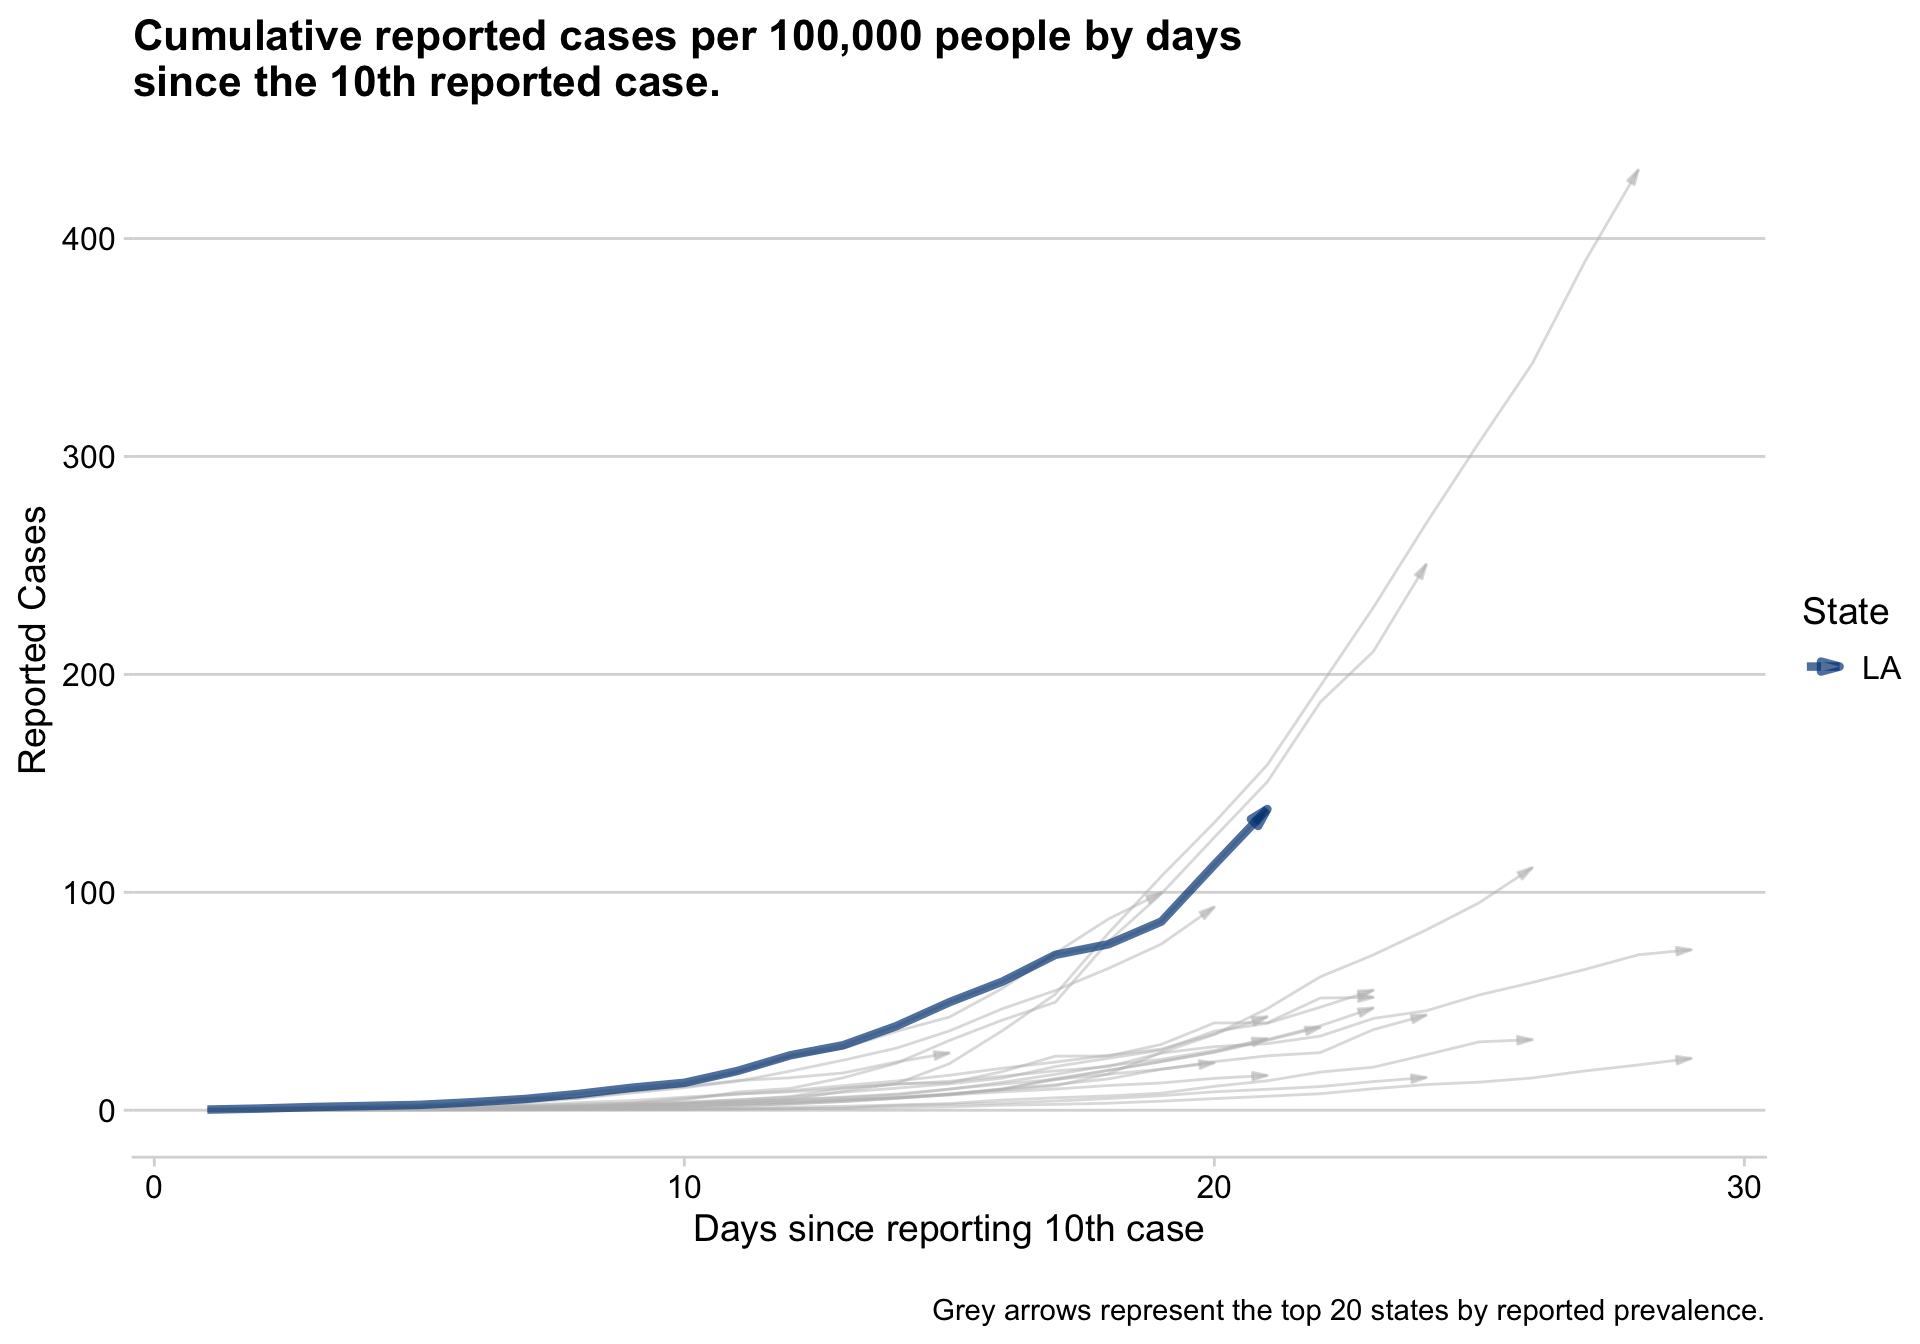 Cumulative reported cases per 100,000 people by days
since the 10th reported case.
400
300
200
100
0
Reported Cases
0 10 20 30
Days since reporting 10th case
State
LA
Grey arrows represent the top 20 states by reported prevalence.